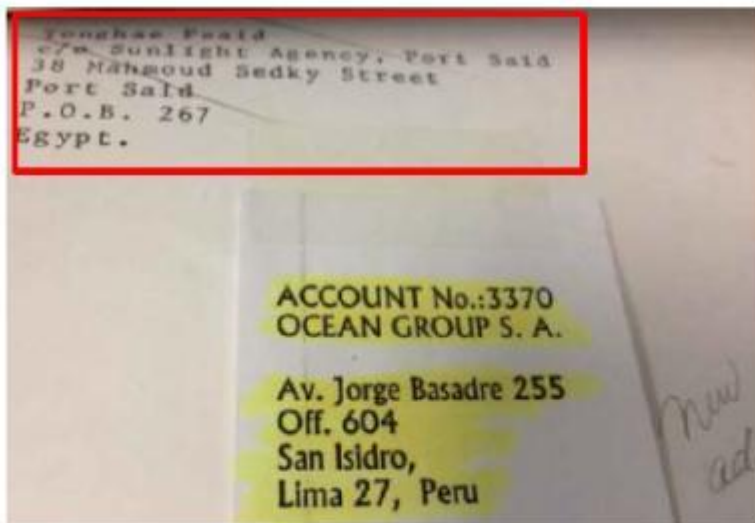 c/o Sunlight Agency, Port Said
38 Mahmoud Sedky Street
Port Said
P.O.B. 267
Egypt.
ACCOUNT No.:3370
OCEAN GROUP S. A.
Av. Jorge Basadre 255
Off. 604
San Isidro,
Lima 27, Peru
new